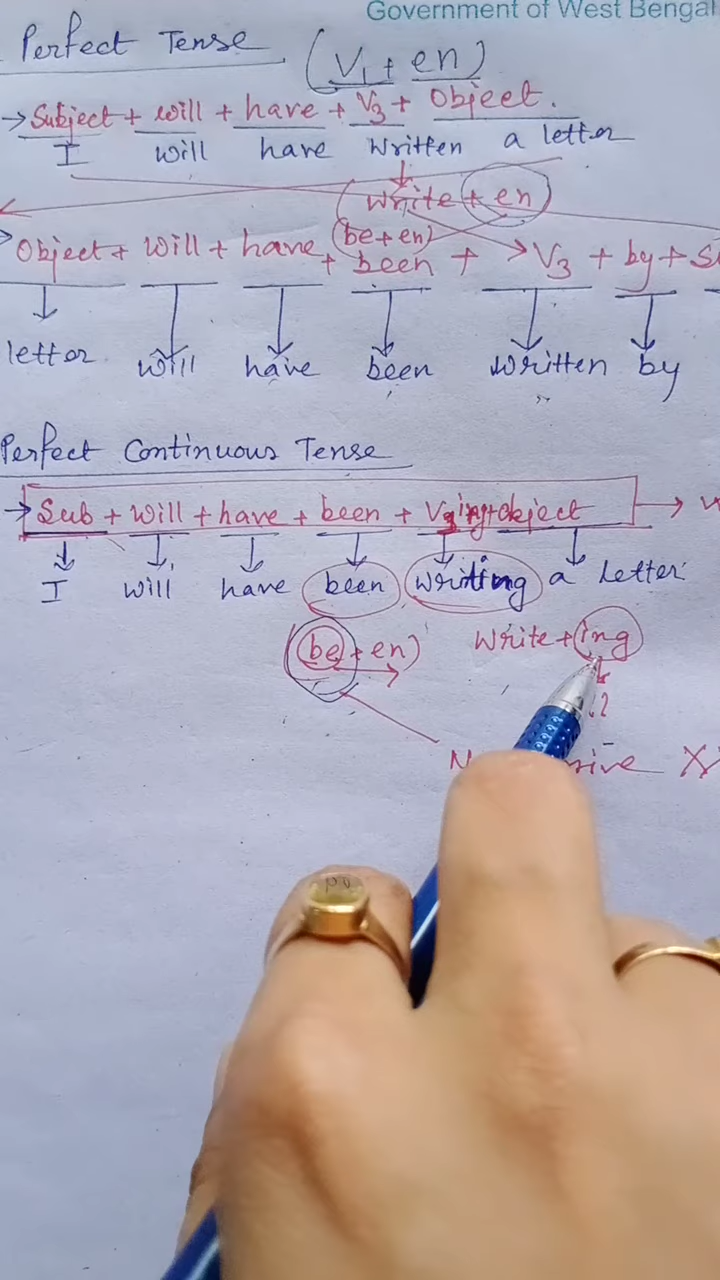 Government of West Bengal
Perfect Tense (V1 + en)
→ Subject + will + have + V3 + Object.
I will have written a letter
write + en
(be + en)
Object + will + have + been + V3 + by +
letter will have been written by
Perfect Continuous Tense
→ Sub + will + have + been + ing + object →
I will have been writing a letter
(be + en) write + ing